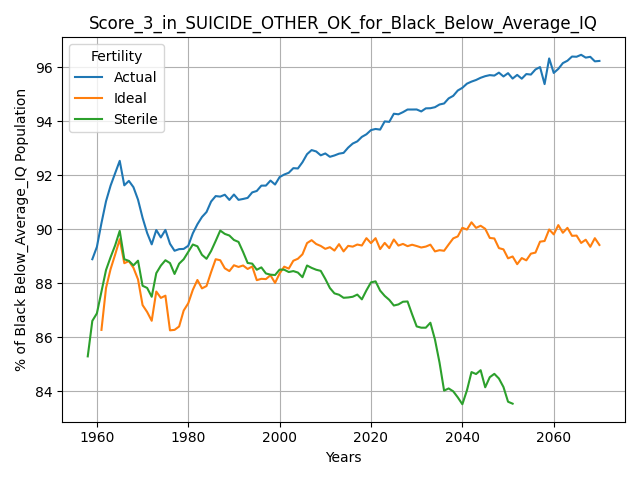 Score_3_in_SUICIDE_OTHER_OK_for_Black_Below_Average_IQ
Fertility
Actual
Ideal
Sterile
% of Black Below_Average_IQ Population
96
94
92
90
88
86
84
1960
1980
2000
2020
2040
2060
Years